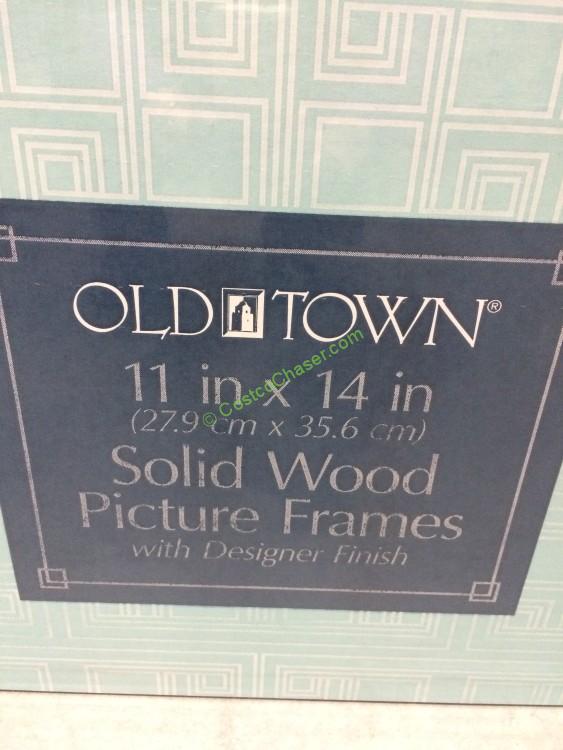 OLD TOWN®
11 in x 14 in
© CostcoChaser.com
(27.9 cm x 35.6 cm)
Solid Wood
Picture Frames
with Designer Finish